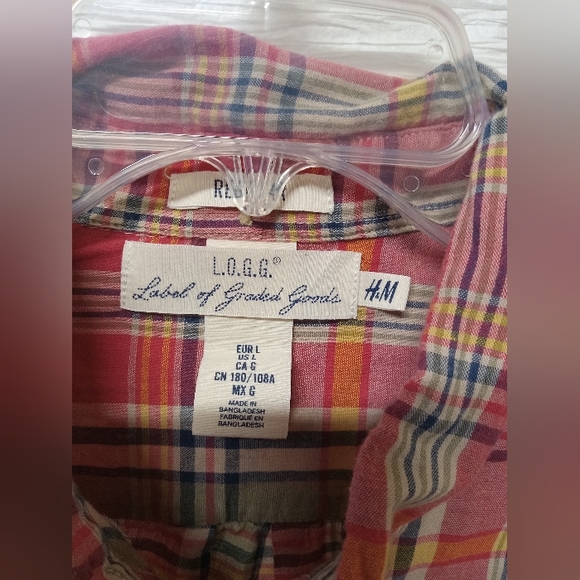 L.O.G.G.®
Label of Graded Goods
H&M
EUR L
US L
CA G
CN 180/108A
MX G
MADE IN
BANGLADESH
FABRIQUÉ EN
BANGLADESH